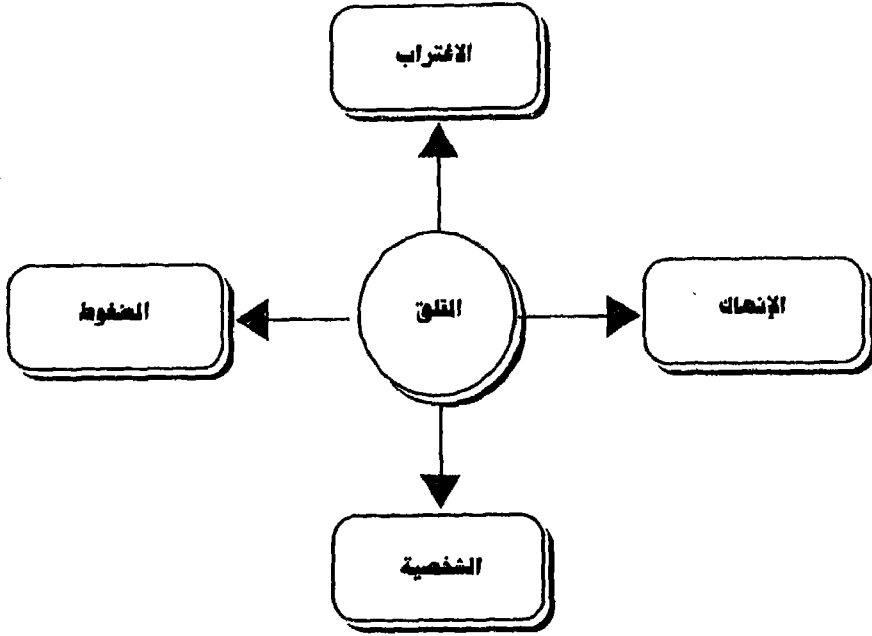 الاغتراب
الإنهاك
القلق
الضغوط
الشخصية